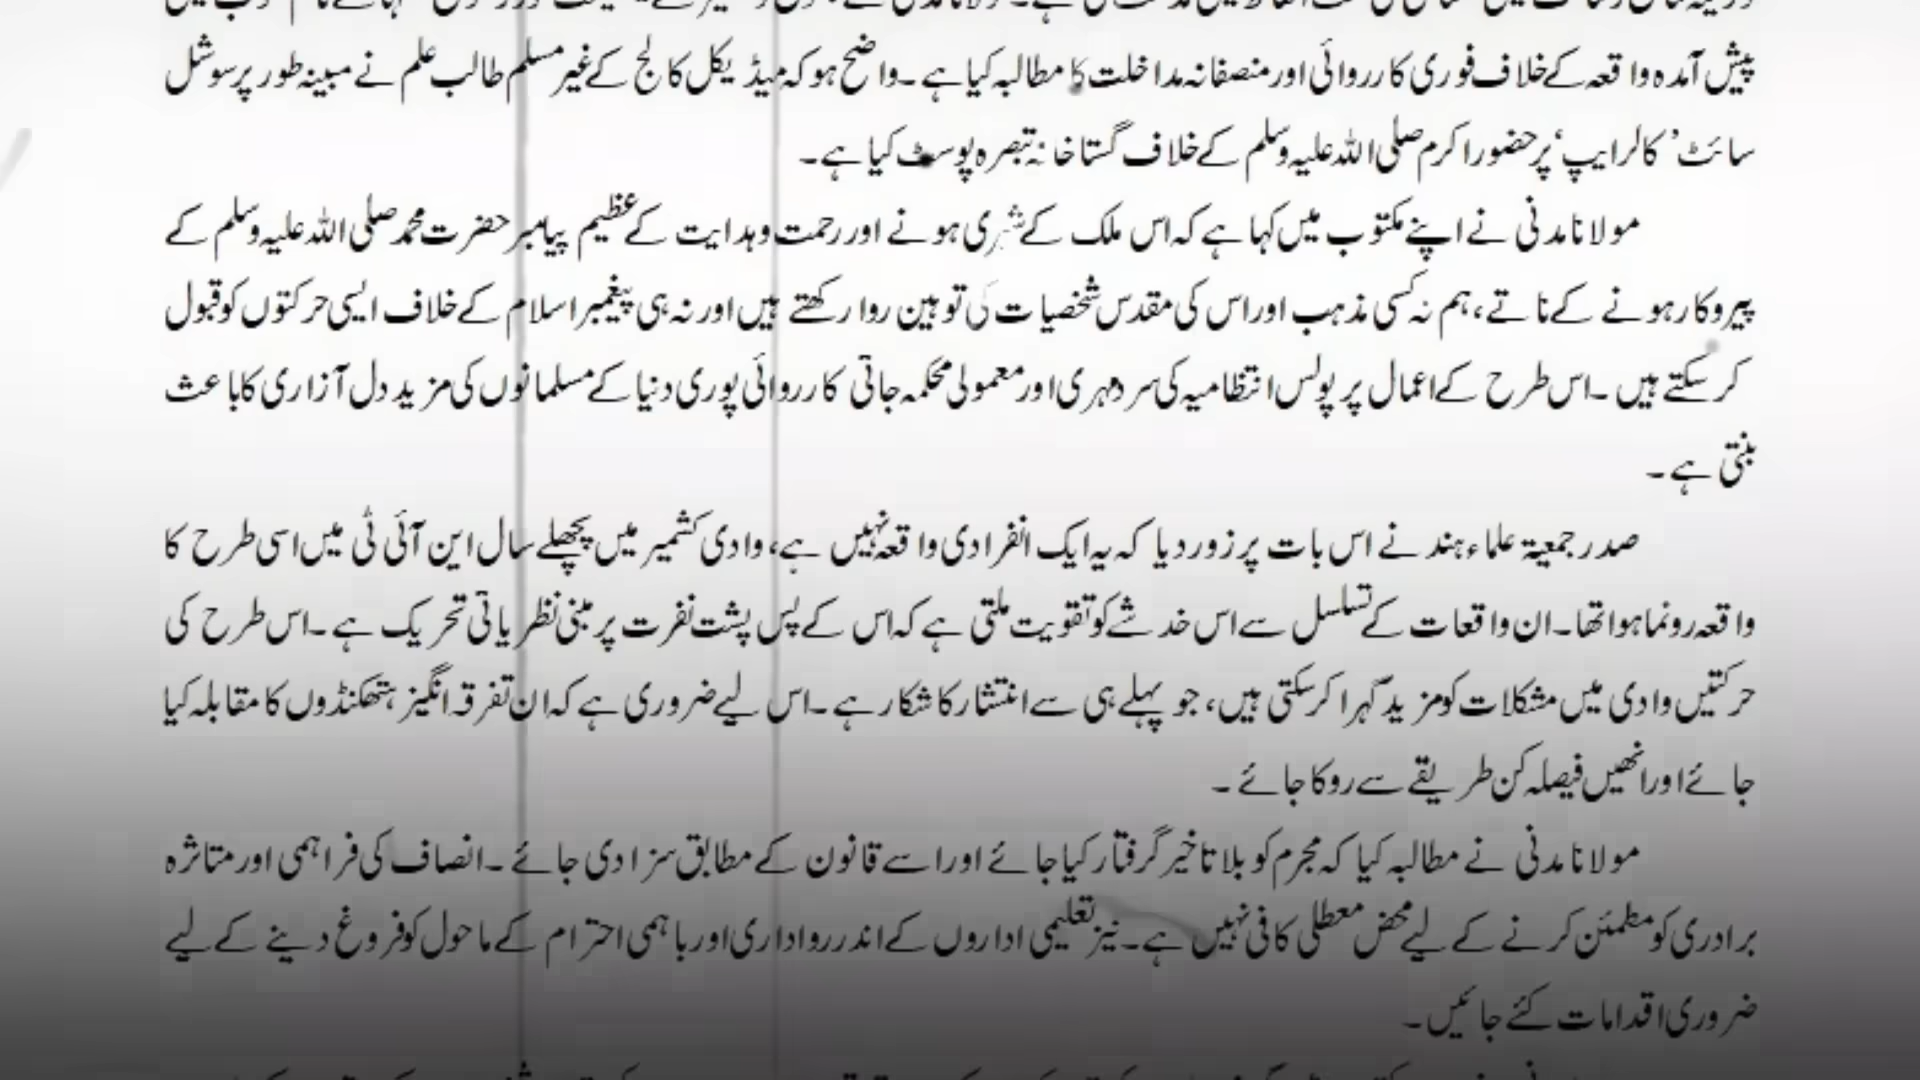 پیش آمدہ واقعہ کے خلاف فوری کارروائی اور منصفانہ مداخلت کا مطالبہ کیا ہے ۔ واضح ہو کہ میڈیکل کالج کے غیر مسلم طالب علم نے مبینہ طور پر سوشل
سائٹ ’کالر ایپ‘ پر حضور اکرم صلی اللہ علیہ وسلم کے خلاف گستاخانہ تبصرہ پوسٹ کیا ہے ۔
مولانا مدنی نے اپنے مکتوب میں کہا ہے کہ اس ملک کے شہری ہونے اور رحمت و ہدایت کے عظیم پیامبر حضرت محمد صلی اللہ علیہ وسلم کے
پیروکار ہونے کے ناتے، ہم نہ کسی مذہب اور اس کی مقدس شخصیات کی توہین روا رکھتے ہیں اور نہ ہی پیغمبر اسلام کے خلاف ایسی حرکتوں کو قبول
کر سکتے ہیں ۔ اس طرح کے اعمال پر پولس انتظامیہ کی سرد مہری اور معمولی محکمہ جاتی کارروائی پوری دنیا کے مسلمانوں کی مزید دل آزاری کا باعث
بنتی ہے ۔
صدر جمعیۃ علماء ہند نے اس بات پر زور دیا کہ یہ ایک انفرادی واقعہ نہیں ہے، وادی کشمیر میں پچھلے سال این آئی ٹی میں اسی طرح کا
واقعہ رونما ہوا تھا۔ ان واقعات کے تسلسل سے اس خدشے کو تقویت ملتی ہے کہ اس کے پس پشت نفرت پر مبنی نظریاتی تحریک ہے ۔ اس طرح کی
حرکتیں وادی میں مشکلات کو مزید گہرا کر سکتی ہیں، جو پہلے ہی سے انتشار کا شکار ہے ۔ اس لیے ضروری ہے کہ ان تفرقہ انگیز ہتھکنڈوں کا مقابلہ کیا
جائے اور انھیں فیصلہ کن طریقے سے روکا جائے ۔
مولانا مدنی نے مطالبہ کیا کہ مجرم کو بلا تاخیر گرفتار کیا جائے اور اسے قانون کے مطابق سزا دی جائے ۔ انصاف کی فراہمی اور متاثرہ
برادری کو مطمئن کرنے کے لیے محض معطلی کافی نہیں ہے۔ نیز تعلیمی اداروں کے اندر رواداری اور باہمی احترام کے ماحول کو فروغ دینے کے لیے
ضروری اقدامات کئے جائیں ۔